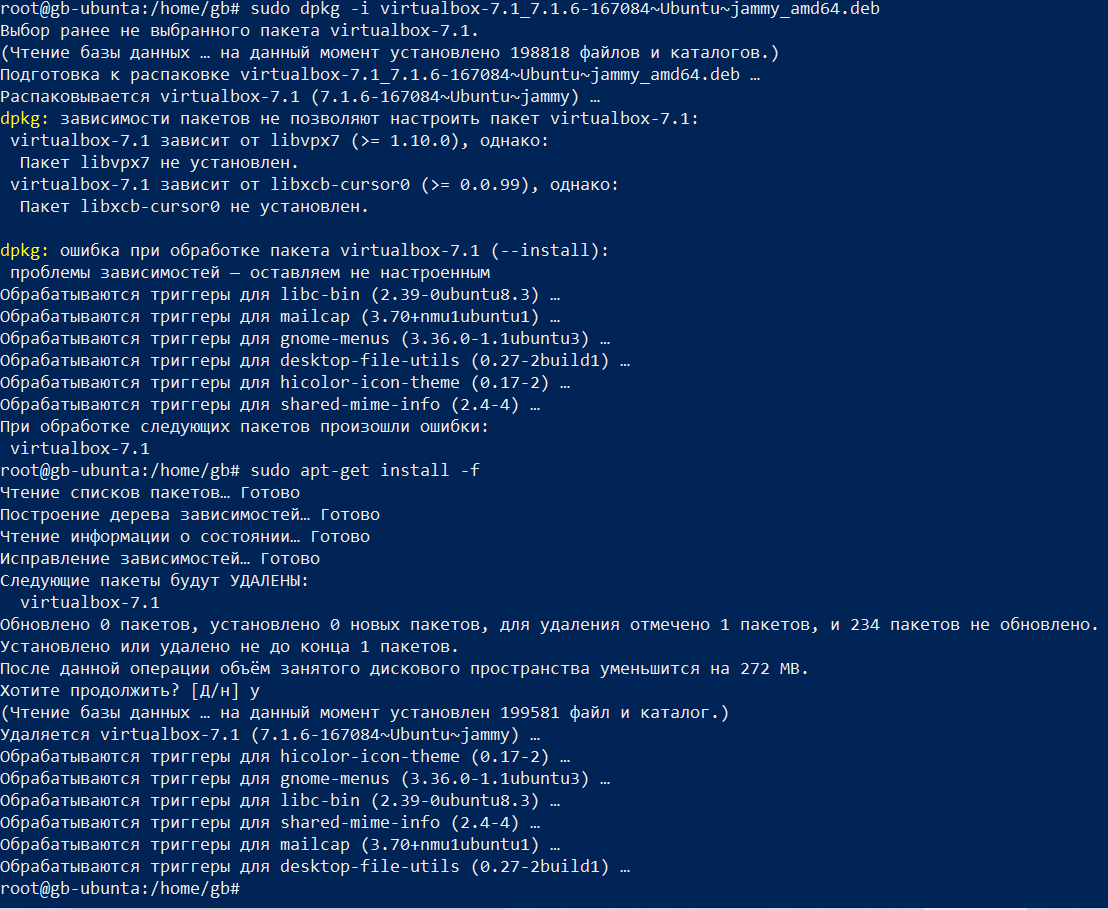 root@gb-ubunta:/home/gb# sudo dpkg -i virtualbox-7.1_7.1.6-167084~Ubuntu~jammy_amd64.deb
Выбор ранее не выбранного пакета virtualbox-7.1.
(Чтение базы данных … на данный момент установлено 198818 файлов и каталогов.)
Подготовка к распаковке virtualbox-7.1_7.1.6-167084~Ubuntu~jammy_amd64.deb …
Распаковывается virtualbox-7.1 (7.1.6-167084~Ubuntu~jammy) …
dpkg: зависимости пакетов не позволяют настроить пакет virtualbox-7.1:
 virtualbox-7.1 зависит от libvpx7 (>= 1.10.0), однако:
  Пакет libvpx7 не установлен.
 virtualbox-7.1 зависит от libxcb-cursor0 (>= 0.0.99), однако:
  Пакет libxcb-cursor0 не установлен.

dpkg: ошибка при обработке пакета virtualbox-7.1 (--install):
 проблемы зависимостей — оставляем не настроенным
Обрабатываются триггеры для libc-bin (2.39-0ubuntu8.3) …
Обрабатываются триггеры для mailcap (3.70+nmu1ubuntu1) …
Обрабатываются триггеры для gnome-menus (3.36.0-1.1ubuntu3) …
Обрабатываются триггеры для desktop-file-utils (0.27-2build1) …
Обрабатываются триггеры для hicolor-icon-theme (0.17-2) …
Обрабатываются триггеры для shared-mime-info (2.4-4) …
При обработке следующих пакетов произошли ошибки:
 virtualbox-7.1
root@gb-ubunta:/home/gb# sudo apt-get install -f
Чтение списков пакетов… Готово
Построение дерева зависимостей… Готово
Чтение информации о состоянии… Готово
Исправление зависимостей… Готово
Следующие пакеты будут УДАЛЕНЫ:
  virtualbox-7.1
Обновлено 0 пакетов, установлено 0 новых пакетов, для удаления отмечено 1 пакетов, и 234 пакетов не обновлено.
Установлено или удалено не до конца 1 пакетов.
После данной операции объём занятого дискового пространства уменьшится на 272 MB.
Хотите продолжить? [Д/н] y
(Чтение базы данных … на данный момент установлен 199581 файл и каталог.)
Удаляется virtualbox-7.1 (7.1.6-167084~Ubuntu~jammy) …
Обрабатываются триггеры для hicolor-icon-theme (0.17-2) …
Обрабатываются триггеры для gnome-menus (3.36.0-1.1ubuntu3) …
Обрабатываются триггеры для libc-bin (2.39-0ubuntu8.3) …
Обрабатываются триггеры для shared-mime-info (2.4-4) …
Обрабатываются триггеры для mailcap (3.70+nmu1ubuntu1) …
Обрабатываются триггеры для desktop-file-utils (0.27-2build1) …
root@gb-ubunta:/home/gb#